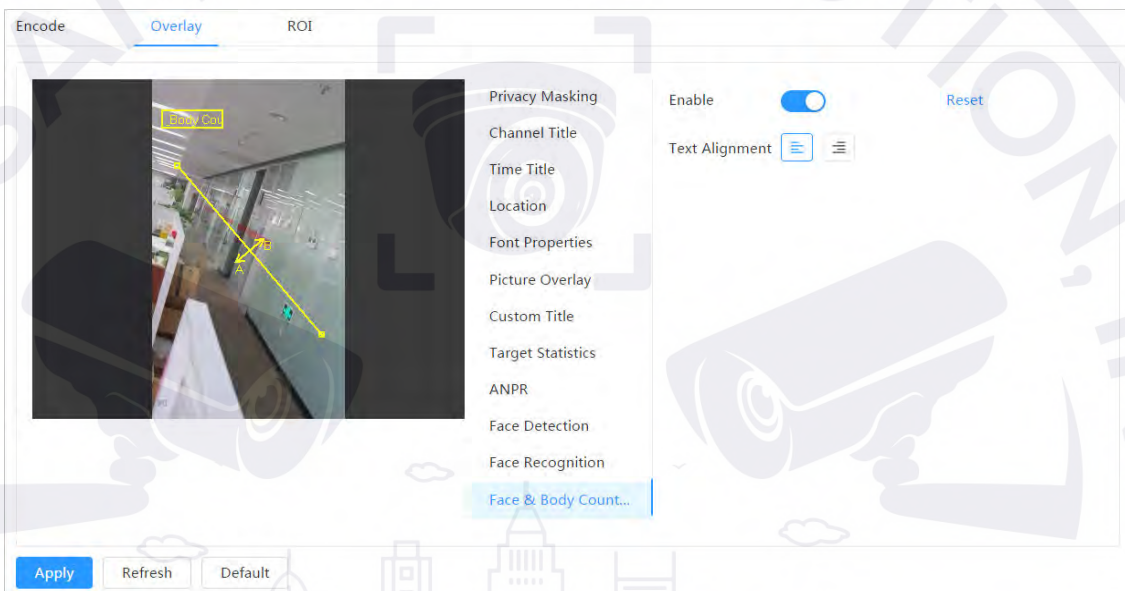 Encode Overlay ROI
Body Cou
B
A
Privacy Masking
Channel Title
Time Title
Location
Font Properties
Picture Overlay
Custom Title
Target Statistics
ANPR
Face Detection
Face Recognition
Face & Body Count...
Enable Reset
Text Alignment
Apply Refresh Default